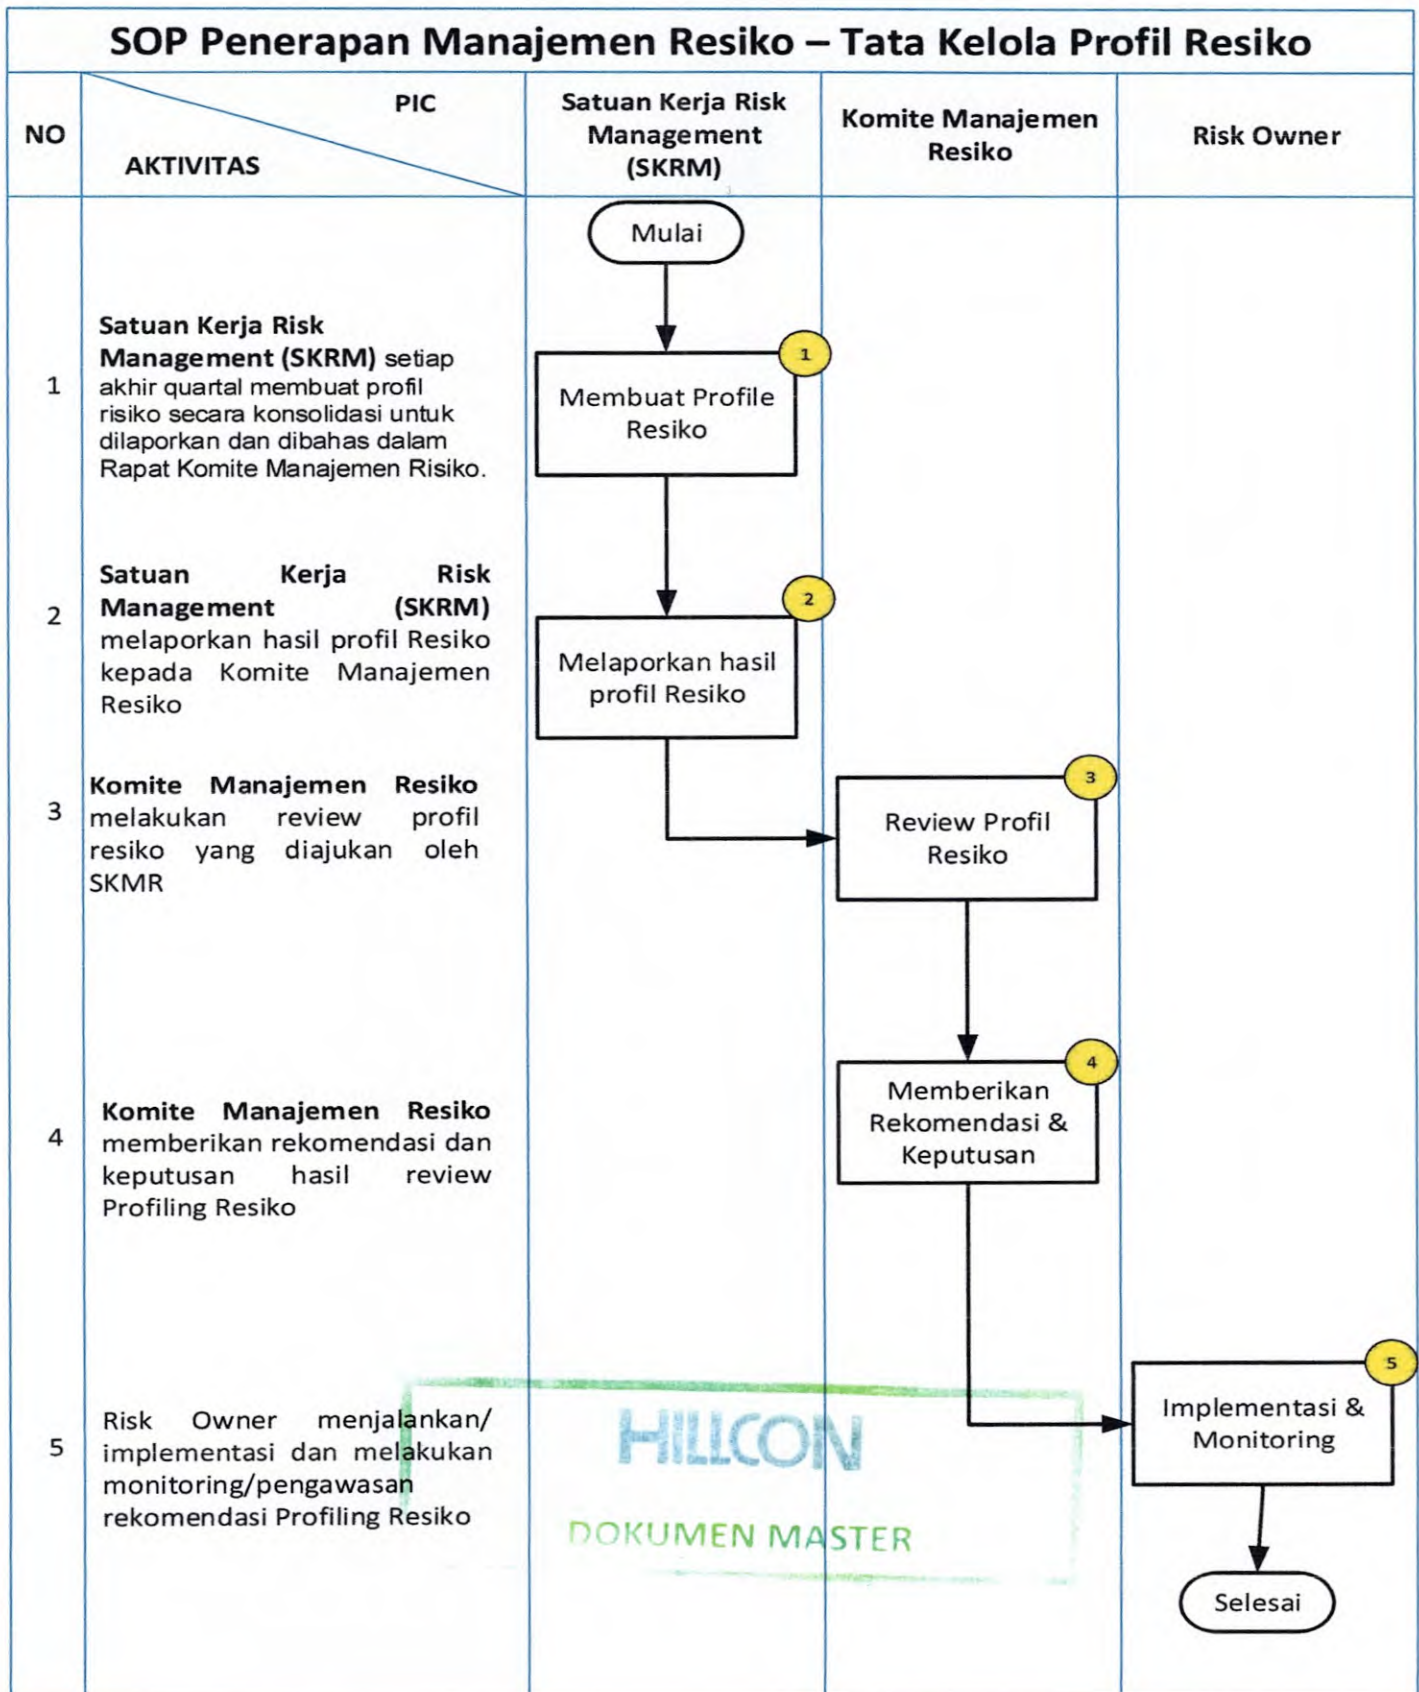 SOP Penerapan Manajemen Resiko – Tata Kelola Profil Resiko
NO
PIC
AKTIVITAS
Satuan Kerja Risk
Management
(SKRM)
Komite Manajemen
Resiko
Risk Owner
Mulai
1
Satuan Kerja Risk
Management (SKRM) setiap
akhir quartal membuat profil
risiko secara konsolidasi untuk
dilaporkan dan dibahas dalam
Rapat Komite Manajemen Risiko.
1
Membuat Profile
Resiko
2
Satuan Kerja Risk
Management (SKRM)
melaporkan hasil profil Resiko
kepada Komite Manajemen
Resiko
2
Melaporkan hasil
profil Resiko
3
Komite Manajemen Resiko
melakukan review profil
resiko yang diajukan oleh
SKMR
3
Review Profil
Resiko
4
Komite Manajemen Resiko
memberikan rekomendasi dan
keputusan hasil review
Profiling Resiko
4
Memberikan
Rekomendasi &
Keputusan
5
Risk Owner menjalankan/
implementasi dan melakukan
monitoring/pengawasan
rekomendasi Profiling Resiko
5
Implementasi &
Monitoring
HILLCON
DOKUMEN MASTER
Selesai